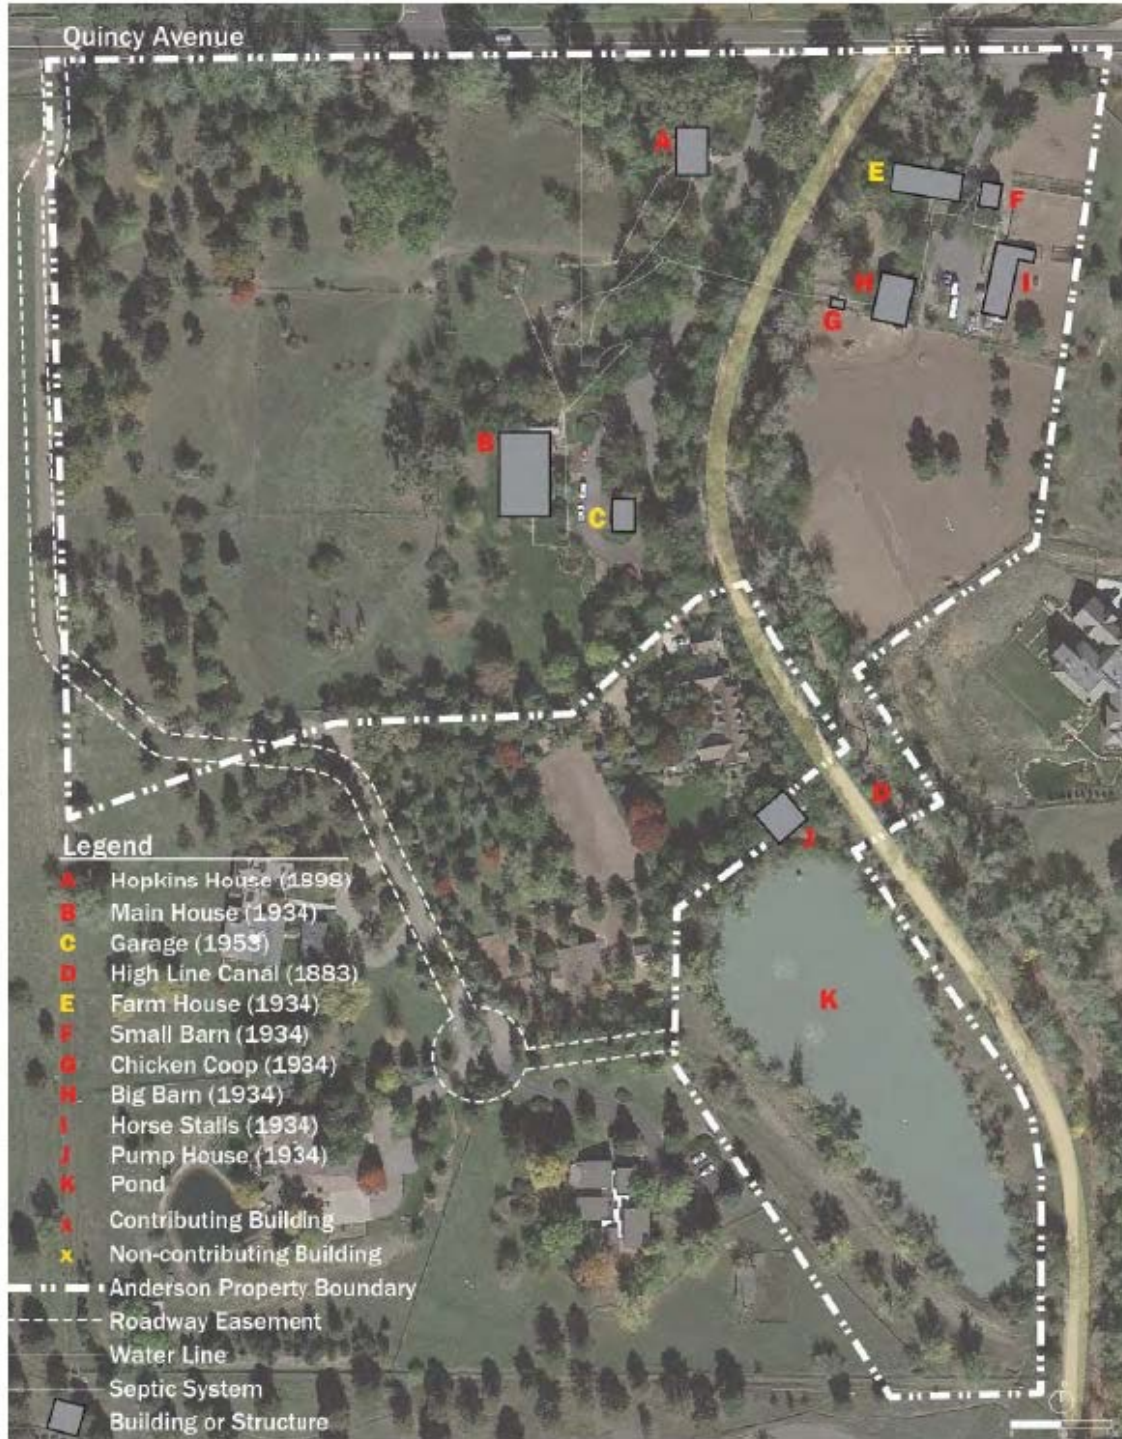 Quincy Avenue
A
E
F
H
I
G
B
C
D
J
K
Legend
A Hopkins House (1898)
B Main House (1934)
C Garage (1953)
D High Line Canal (1883)
E Farm House (1934)
F Small Barn (1934)
G Chicken Coop (1934)
H Big Barn (1934)
I Horse Stalls (1934)
J Pump House (1934)
K Pond
x Contributing Building
x Non-contributing Building
Anderson Property Boundary
Roadway Easement
Water Line
Septic System
Building or Structure